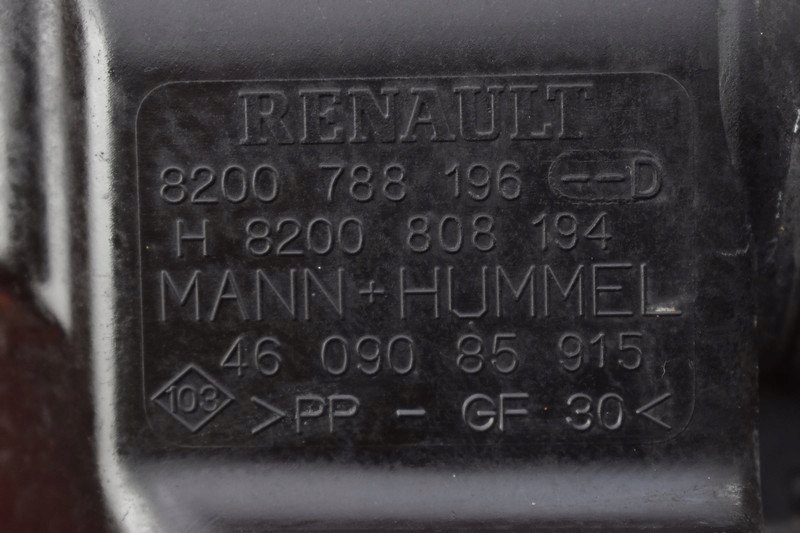 RENAULT
8200 788 196 --D
H 8200 808 194
MANN+HUMMEL
46 090 85 915
103 >PP - GF 30<